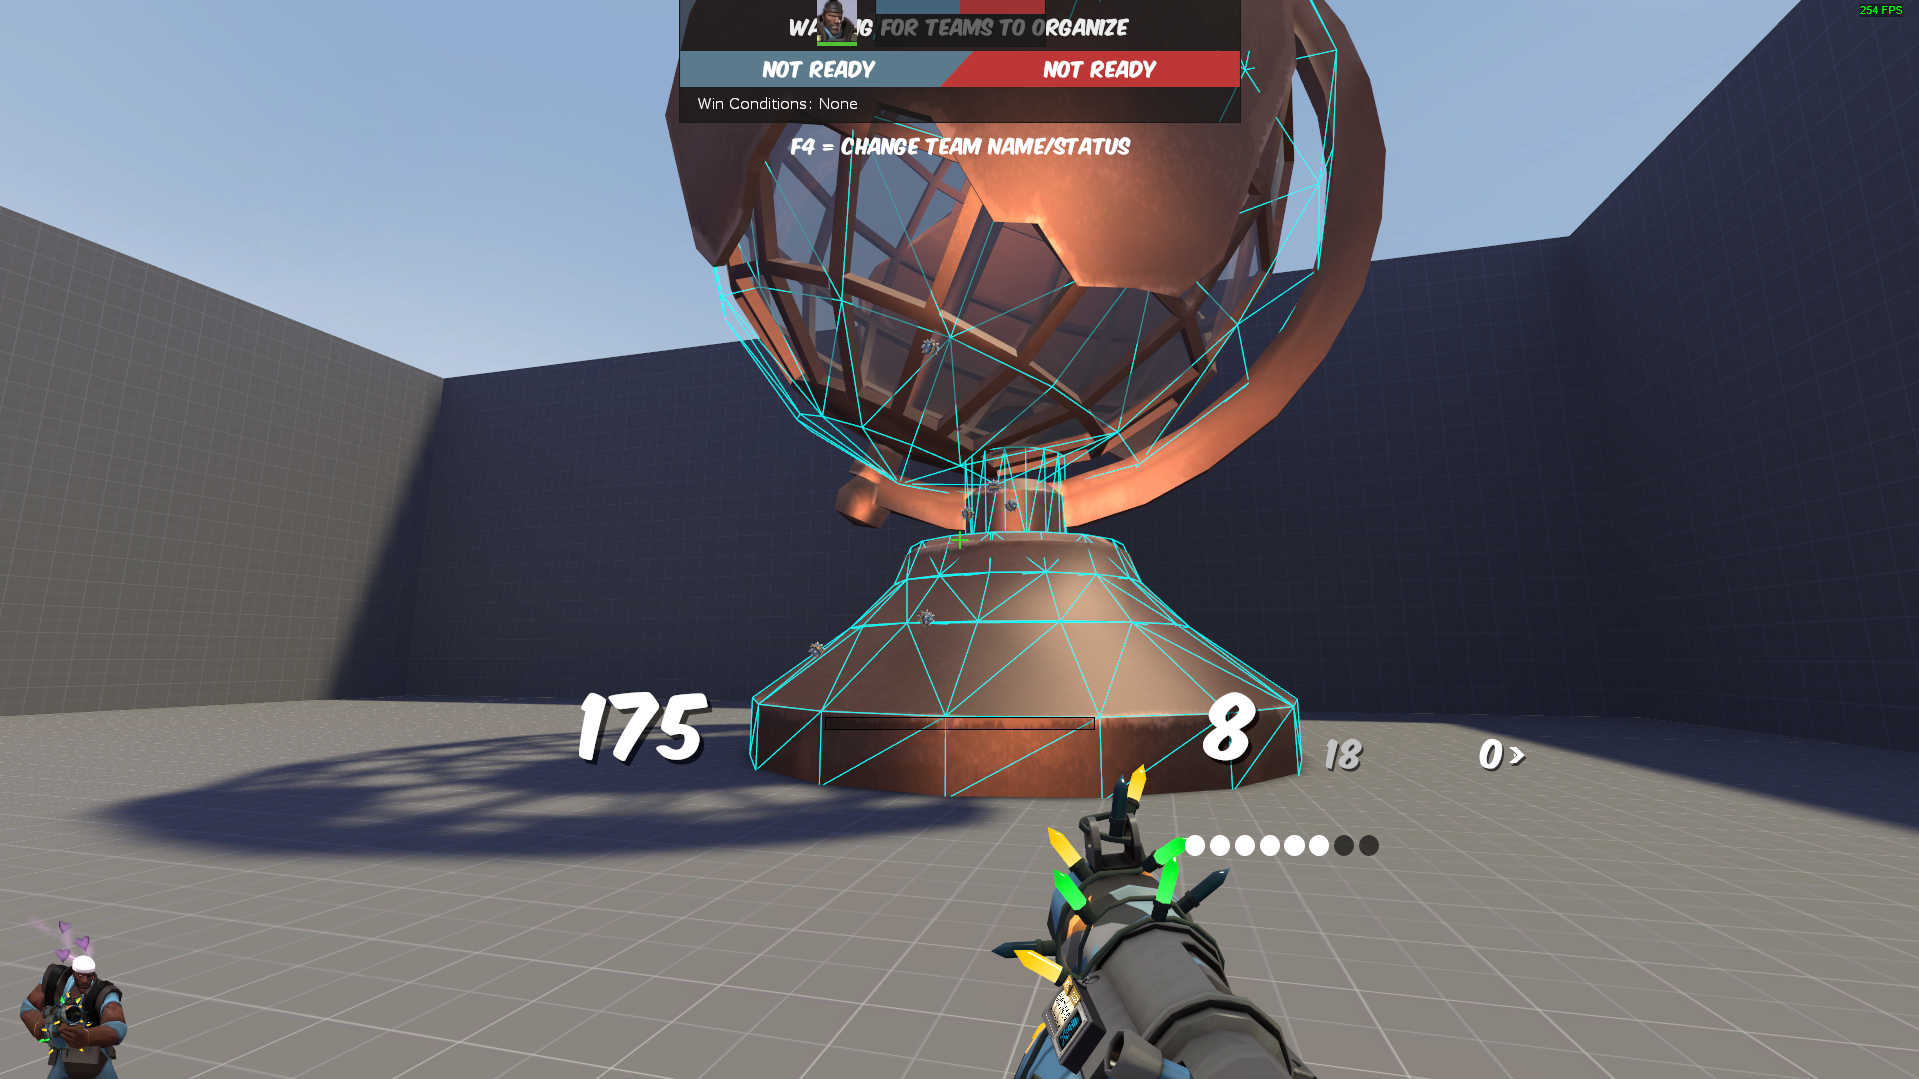 254 FPS
WAITING FOR TEAMS TO ORGANIZE
NOT READY
NOT READY
Win Conditions: None
F4 = CHANGE TEAM NAME/STATUS
175
8
18
0>